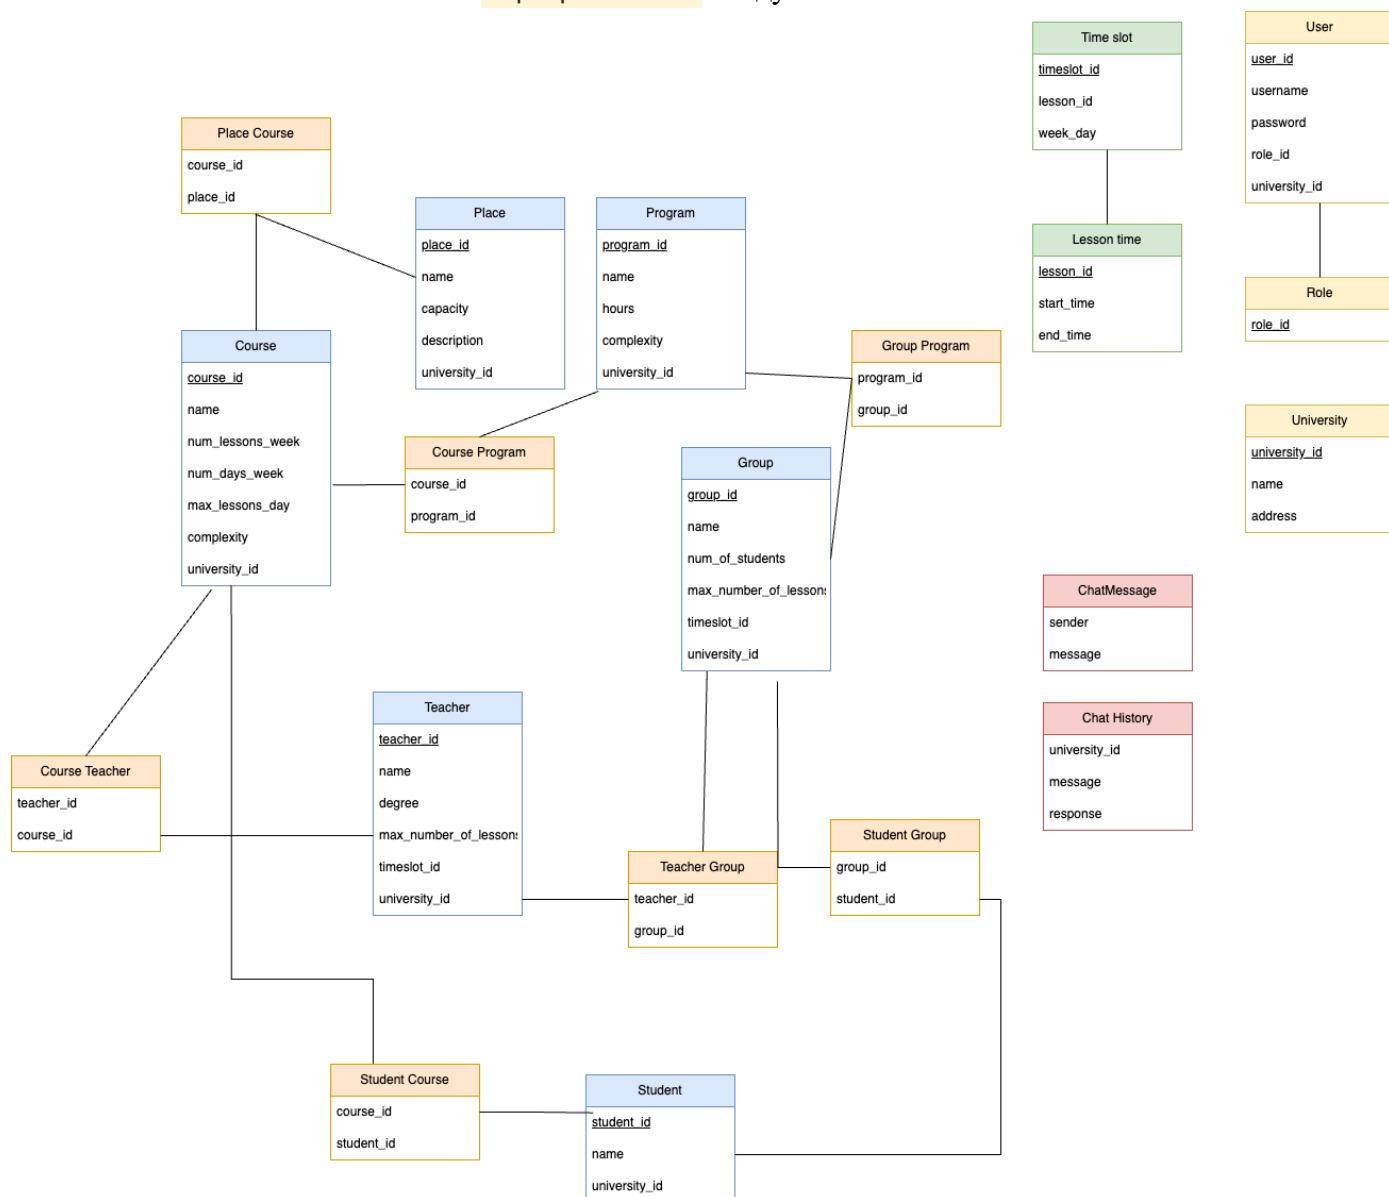 Time slot
timeslot_id
lesson_id
week_day
User
user_id
username
password
role_id
university_id
Place Course
course_id
place_id
Place
place_id
name
capacity
description
university_id
Program
program_id
name
hours
complexity
university_id
Lesson time
lesson_id
start_time
end_time
Role
role_id
Course
course_id
name
num_lessons_week
num_days_week
max_lessons_day
complexity
university_id
Group Program
program_id
group_id
Course Program
course_id
program_id
Group
group_id
name
num_of_students
max_number_of_lessons
timeslot_id
university_id
University
university_id
name
address
ChatMessage
sender
message
Chat History
university_id
message
response
Teacher
teacher_id
name
degree
max_number_of_lessons
timeslot_id
university_id
Course Teacher
teacher_id
course_id
Teacher Group
teacher_id
group_id
Student Group
group_id
student_id
Student Course
course_id
student_id
Student
student_id
name
university_id